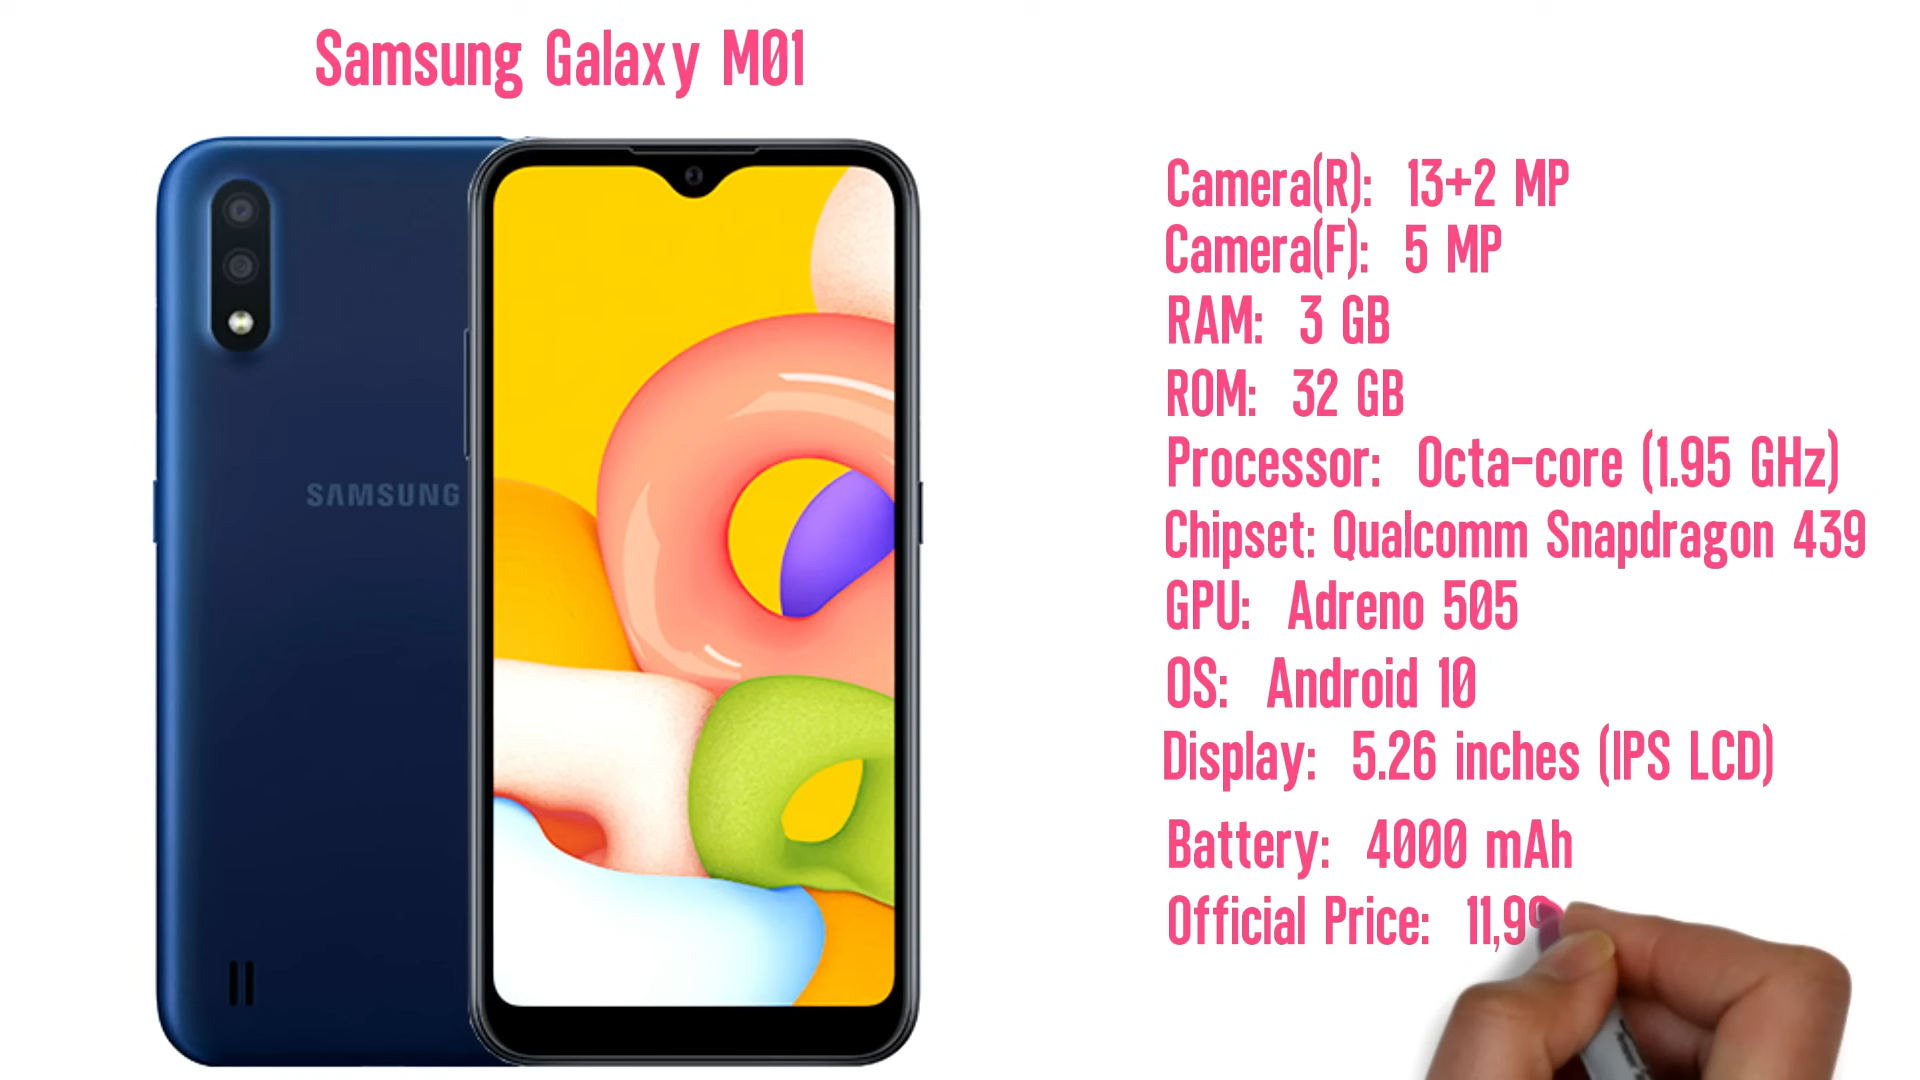 Samsung Galaxy M01
SAMSUNG
Camera(R): 13+2 MP
Camera(F): 5 MP
RAM: 3 GB
ROM: 32 GB
Processor: Octa-core (1.95 GHz)
Chipset: Qualcomm Snapdragon 439
GPU: Adreno 505
OS: Android 10
Display: 5.26 inches (IPS LCD)
Battery: 4000 mAh
Official Price: 11,99